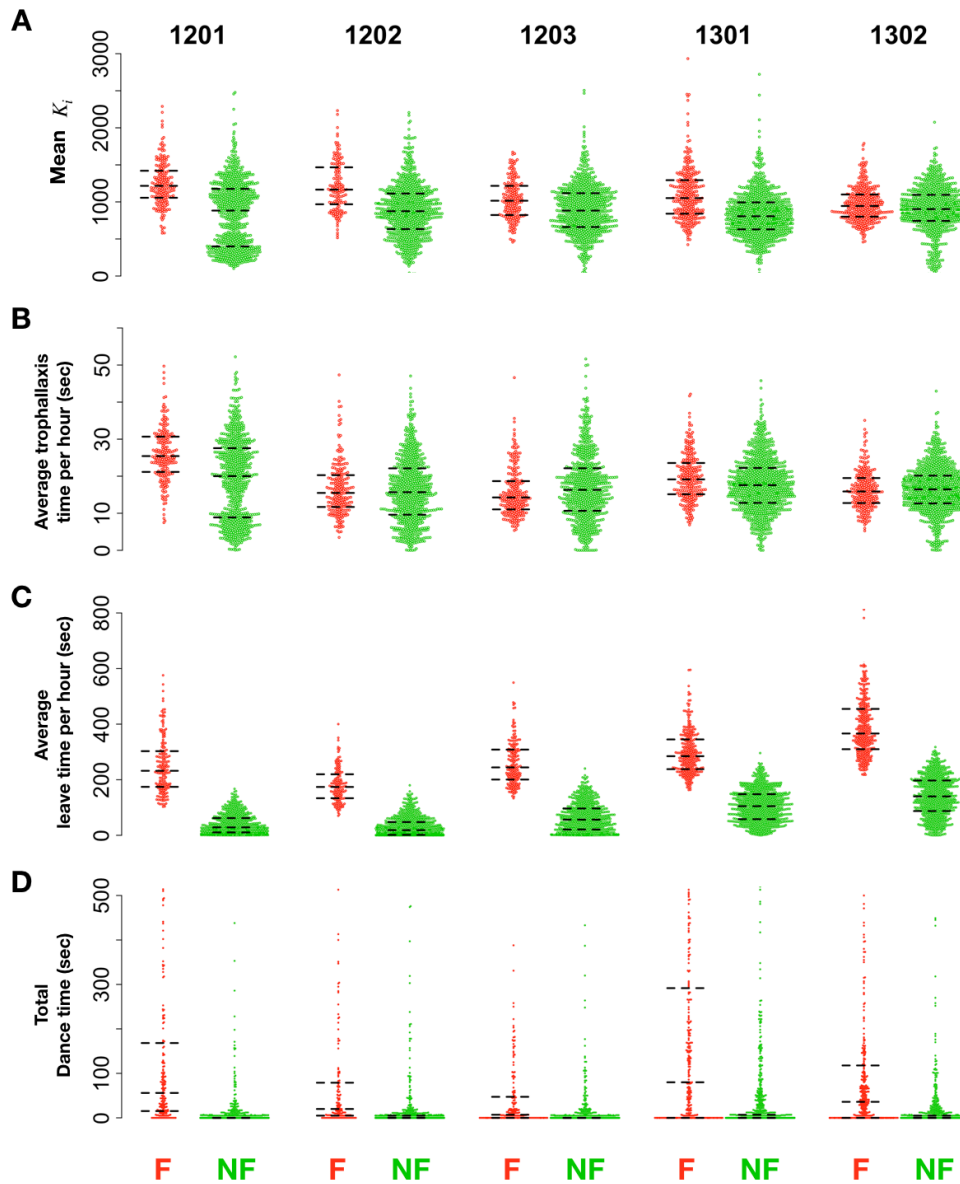 A
1201 1202 1203 1301 1302
Mean K_i
3000
2000
1000
0
B
Average trophallaxis
time per hour (sec)
50
30
10
0
C
Average
leave time per hour (sec)
800
600
400
200
0
D
Total
Dance time (sec)
500
300
100
0
F NF F NF F NF F NF F NF